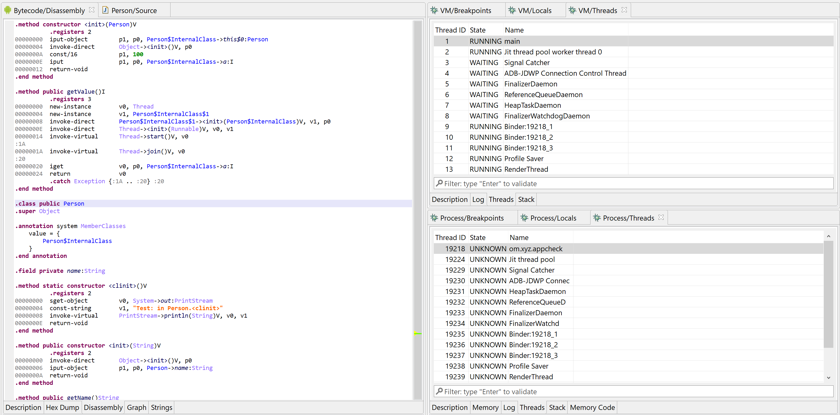 Bytecode/Disassembly
Person/Source
.method constructor <init>(Person)V
.registers 2
00000000 iput-object p1, p0, Person$InternalClass->this$0:Person
00000004 invoke-direct Object-><init>()V, p0
0000000A const/16 p1, 100
0000000E iput p1, p0, Person$InternalClass->a:I
00000012 return-void
.end method
.method public getValue()I
.registers 3
00000000 new-instance v0, Thread
00000004 new-instance v1, Person$InternalClass$1
00000008 invoke-direct Person$InternalClass$1-><init>(Person$InternalClass)V, v1, p0
0000000E invoke-direct Thread-><init>(Runnable)V, v0, v1
00000014 invoke-virtual Thread->start()V, v0
:1A
0000001A invoke-virtual Thread->join()V, v0
:20
00000020 iget v0, p0, Person$InternalClass->a:I
00000024 return v0
.catch Exception {:1A .. :20} :20
.end method
.class public Person
.super Object
.annotation system MemberClasses
value = {
Person$InternalClass
}
.end annotation
.field private name:String
.method static constructor <clinit>()V
.registers 2
00000000 sget-object v0, System->out:PrintStream
00000004 const-string v1, "Test: in Person.<clinit>"
00000008 invoke-virtual PrintStream->println(String)V, v0, v1
0000000E return-void
.end method
.method public constructor <init>(String)V
.registers 2
00000000 invoke-direct Object-><init>()V, p0
00000006 iput-object p1, p0, Person->name:String
0000000A return-void
.end method
.method public getName()String
Description Hex Dump Disassembly Graph Strings
VM/Breakpoints
VM/Locals
VM/Threads
Thread ID State Name
1 RUNNING main
2 RUNNING Jit thread pool worker thread 0
3 WAITING Signal Catcher
4 WAITING ADB-JDWP Connection Control Thread
5 WAITING FinalizerDaemon
6 WAITING ReferenceQueueDaemon
7 WAITING HeapTaskDaemon
8 WAITING FinalizerWatchdogDaemon
9 RUNNING Binder:19218_1
10 RUNNING Binder:19218_2
11 RUNNING Binder:19218_3
12 RUNNING Profile Saver
13 RUNNING RenderThread
Filter: type "Enter" to validate
Description Log Threads Stack
Process/Breakpoints
Process/Locals
Process/Threads
Thread ID State Name
19218 UNKNOWN om.xyz.appcheck
19224 UNKNOWN Jit thread pool
19229 UNKNOWN Signal Catcher
19230 UNKNOWN ADB-JDWP Connec
19231 UNKNOWN HeapTaskDaemon
19232 UNKNOWN ReferenceQueueD
19233 UNKNOWN FinalizerDaemon
19234 UNKNOWN FinalizerWatchd
19235 UNKNOWN Binder:19218_1
19236 UNKNOWN Binder:19218_2
19237 UNKNOWN Binder:19218_3
19238 UNKNOWN Profile Saver
19239 UNKNOWN RenderThread
Filter: type "Enter" to validate
Description Memory Log Threads Stack Memory Code